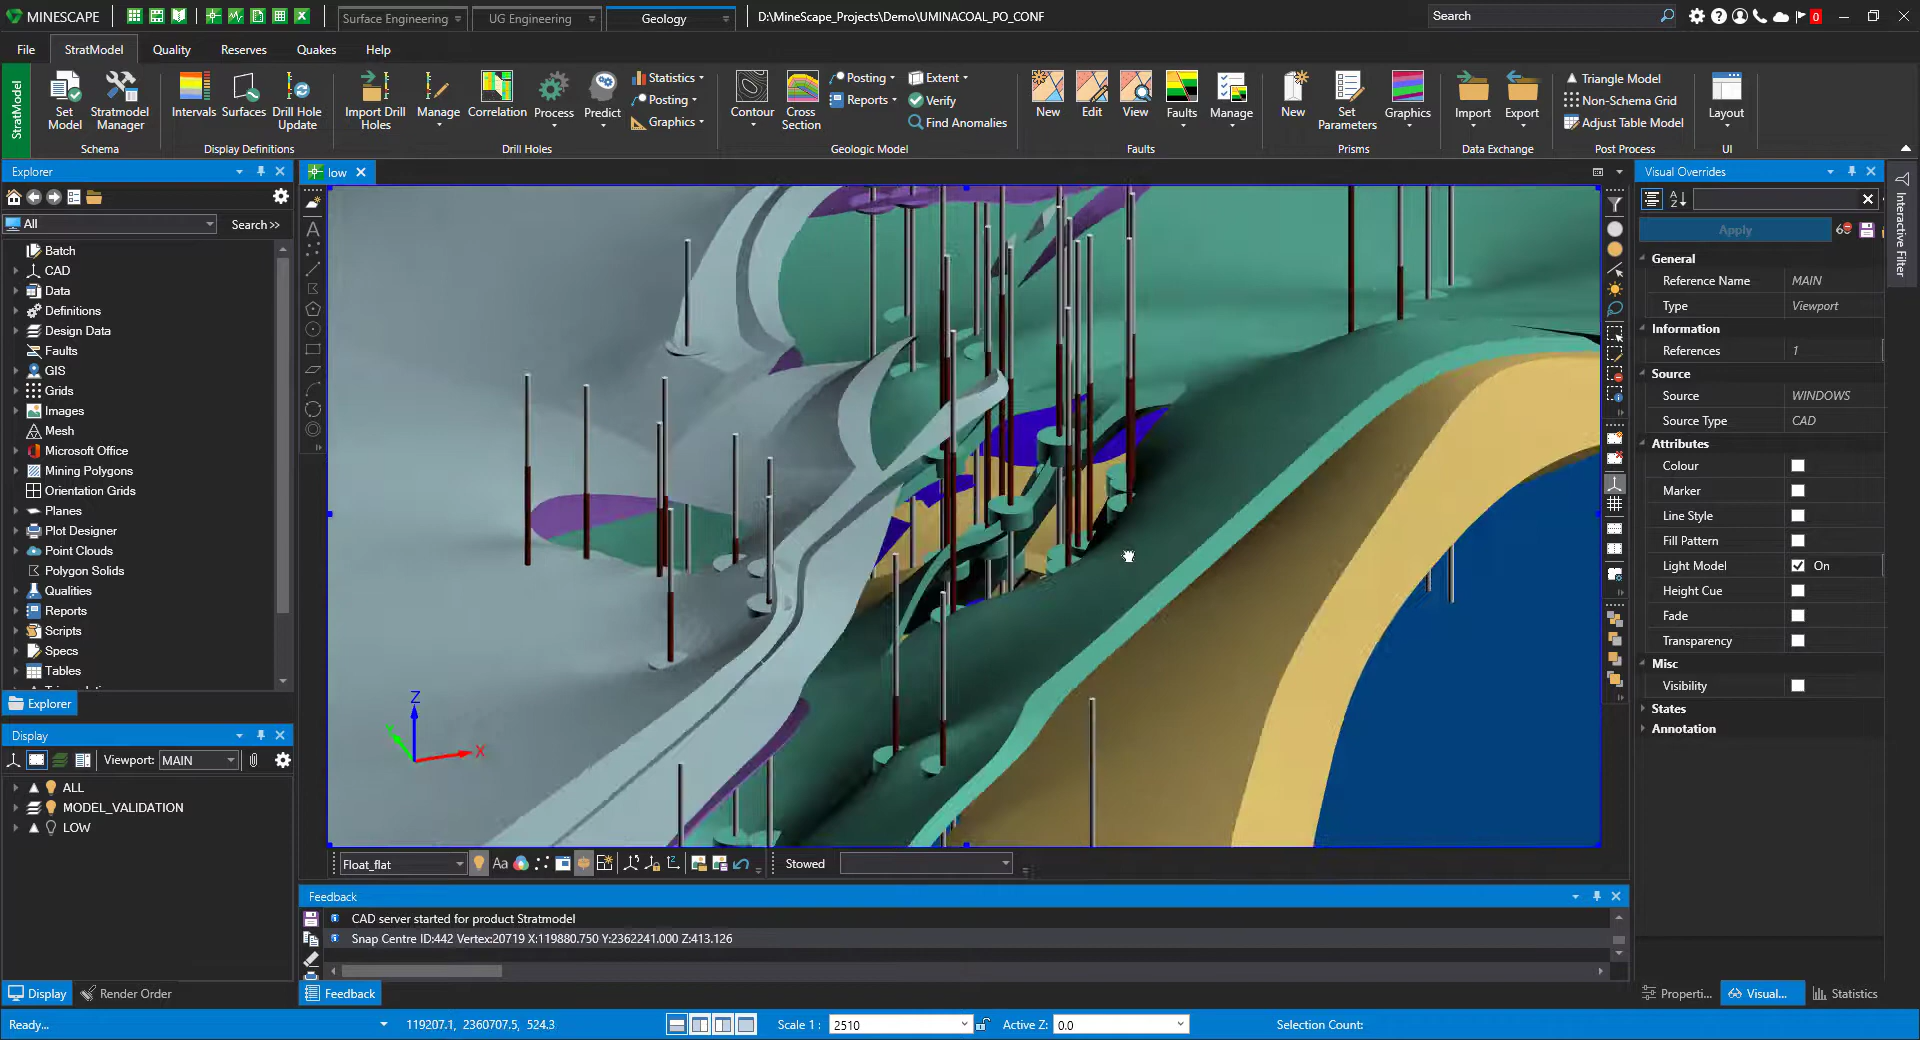 MINESCAPE
Surface Engineering
UG Engineering
Geology
D:\MineScape_Projects\Demo\UMINACOAL_PO_CONF
Search
0
File
StratModel
Quality
Reserves
Quakes
Help
StratModel
Set Model
Stratmodel Manager
Schema
Intervals
Surfaces
Drill Hole Update
Display Definitions
Import Drill Holes
Manage
Correlation
Process
Predict
Statistics
Posting
Graphics
Drill Holes
Contour
Cross Section
Posting
Reports
Extent
Verify
Find Anomalies
Geologic Model
New
Edit
View
Faults
Manage
Faults
New
Set Parameters
Graphics
Prisms
Import
Export
Data Exchange
Triangle Model
Non-Schema Grid
Adjust Table Model
Post Process
Layout
UI
Explorer
All
Search >>
Batch
CAD
Data
Definitions
Design Data
Faults
GIS
Grids
Images
Mesh
Microsoft Office
Mining Polygons
Orientation Grids
Planes
Plot Designer
Point Clouds
Polygon Solids
Qualities
Reports
Scripts
Specs
Tables
Explorer
Display
Viewport: MAIN
ALL
MODEL_VALIDATION
LOW
Display
Render Order
low
Z
X
Float_flat
Aa
Stowed
Feedback
CAD server started for product Stratmodel
Snap Centre ID:442 Vertex:20719 X:119880.750 Y:2362241.000 Z:413.126
Feedback
Visual Overrides
Apply
General
Reference Name MAIN
Type Viewport
Information
References 1
Source
Source WINDOWS
Source Type CAD
Attributes
Colour
Marker
Line Style
Fill Pattern
Light Model On
Height Cue
Fade
Transparency
Misc
Visibility
States
Annotation
Interactive Filter
Properti...
Visual...
Statistics
Ready...
119207.1, 2360707.5, 524.3
Scale 1 : 2510
Active Z: 0.0
Selection Count: